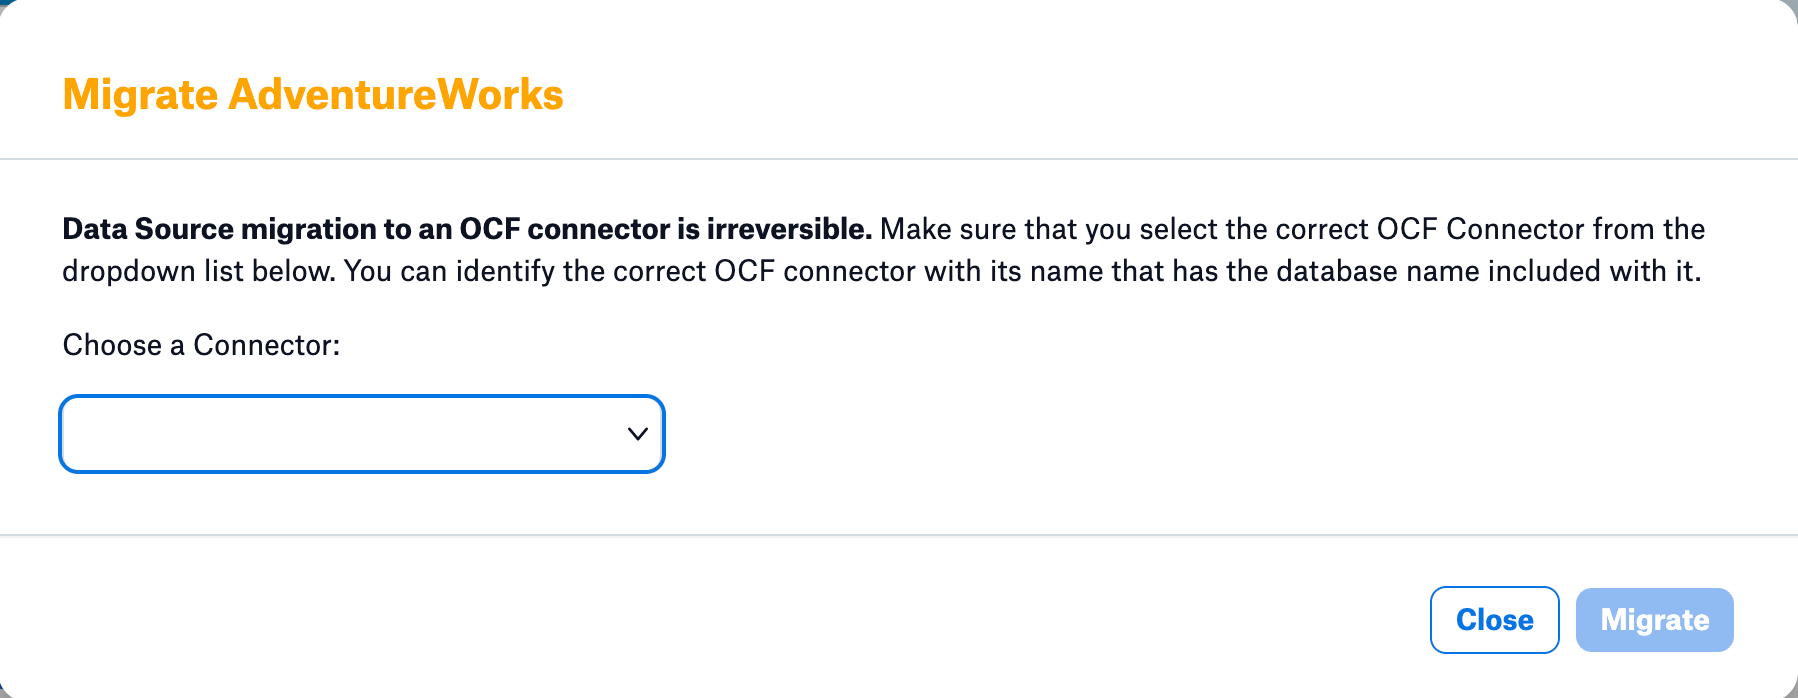 Migrate AdventureWorks
Data Source migration to an OCF connector is irreversible. Make sure that you select the correct OCF Connector from the
dropdown list below. You can identify the correct OCF connector with its name that has the database name included with it.
Choose a Connector:
Close
Migrate